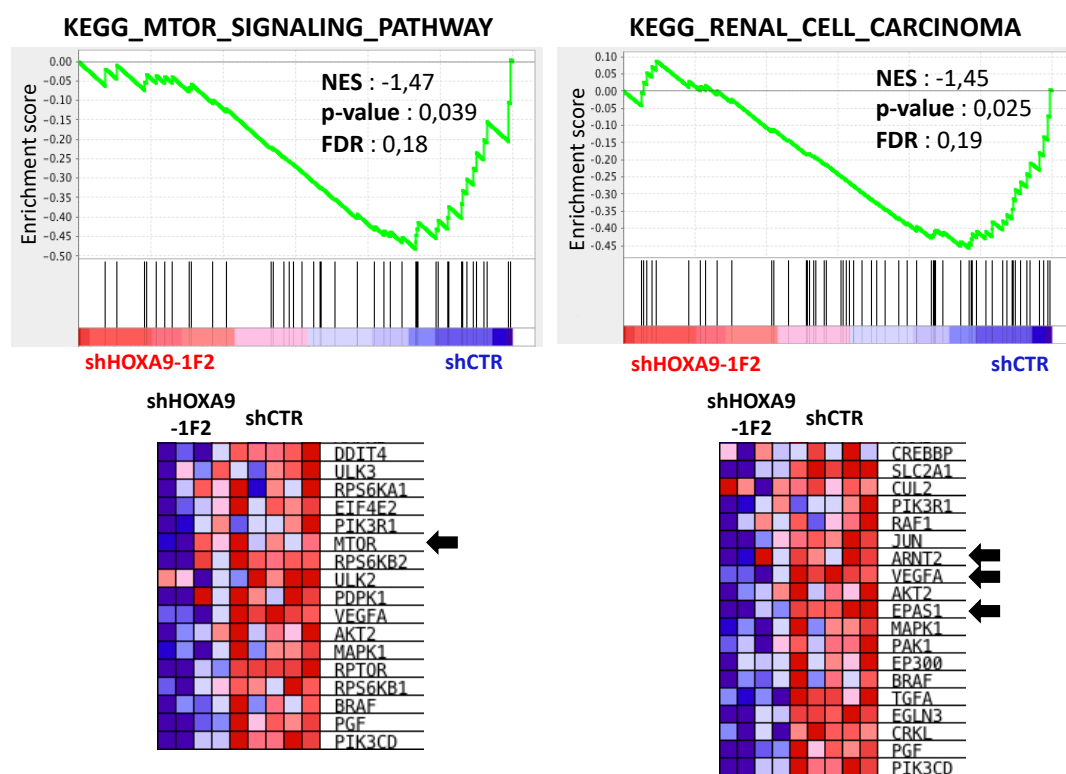 KEGG_MTOR_SIGNALING_PATHWAY
Enrichment score
0.00
-0.05
-0.10
-0.15
-0.20
-0.25
-0.30
-0.35
-0.40
-0.45
-0.50
NES : -1,47
p-value : 0,039
FDR : 0,18
shHOXA9-1F2
shCTR
KEGG_RENAL_CELL_CARCINOMA
Enrichment score
0.10
0.05
0.00
-0.05
-0.10
-0.15
-0.20
-0.25
-0.30
-0.35
-0.40
-0.45
NES : -1,45
p-value : 0,025
FDR : 0,19
shHOXA9-1F2
shCTR
shHOXA9
-1F2
shCTR
DDIT4
ULK3
RPS6KA1
EIF4E2
PIK3R1
MTOR
RPS6KB2
ULK2
PDPK1
VEGFA
AKT2
MAPK1
RPTOR
RPS6KB1
BRAF
PGF
PIK3CD
shHOXA9
-1F2
shCTR
CREBBP
SLC2A1
CUL2
PIK3R1
RAF1
JUN
ARNT2
VEGFA
AKT2
EPAS1
MAPK1
PAK1
EP300
BRAF
TGFA
EGLN3
CRKL
PGF
PIK3CD